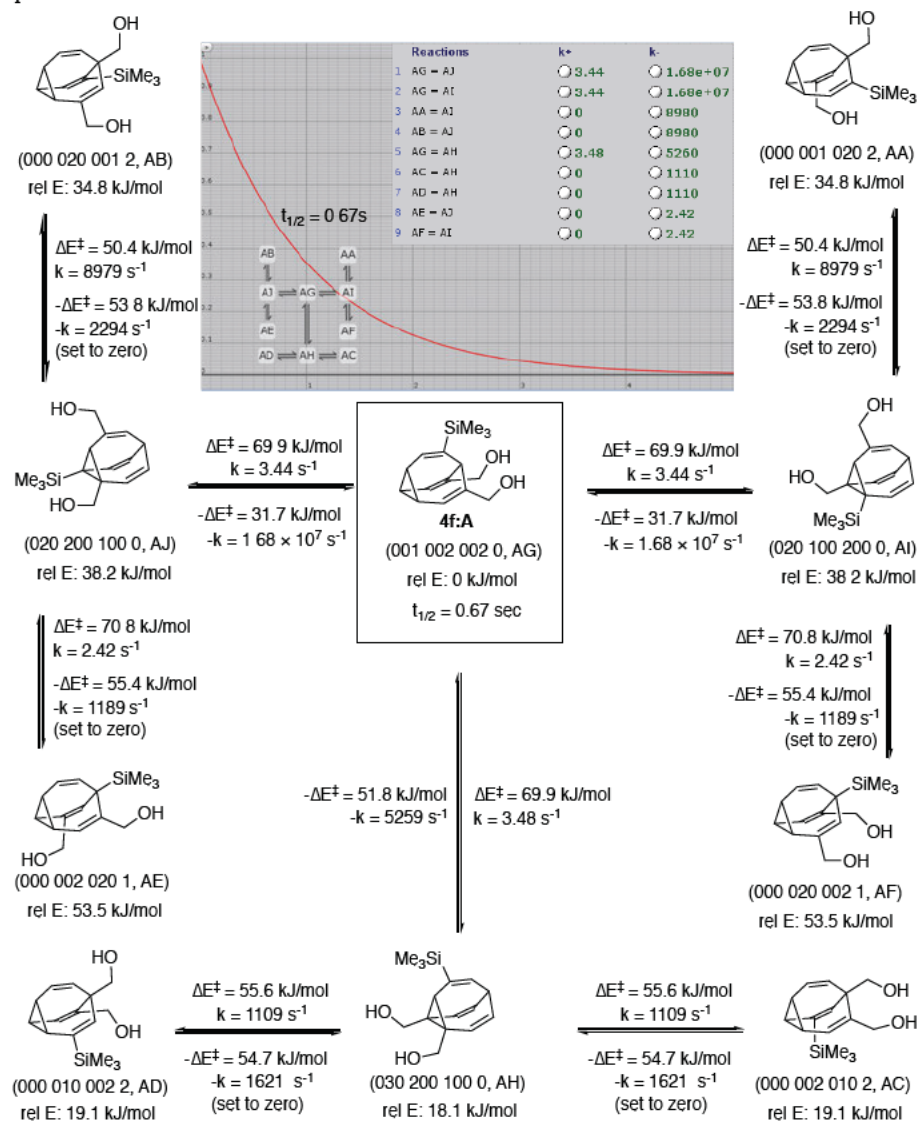 OH
SiMe3
OH
(000 020 001 2, AB)
rel E: 34.8 kJ/mol
Reactions k+ k-
1 AG = AJ 3.44 1.68e+07
2 AG = AI 3.44 1.68e+07
3 AA = AI 0 8980
4 AB = AJ 0 8980
5 AG = AH 3.48 5260
6 AC = AH 0 1110
7 AD = AH 0 1110
8 AE = AJ 0 2.42
9 AF = AI 0 2.42
t1/2 = 0 67s
AB AA
AJ AG AI
AE AF
AD AH AC
1 2 3 4
HO
SiMe3
OH
(000 001 020 2, AA)
rel E: 34.8 kJ/mol
ΔE‡ = 50.4 kJ/mol
k = 8979 s-1
-ΔE‡ = 53 8 kJ/mol
-k = 2294 s-1
(set to zero)
ΔE‡ = 50.4 kJ/mol
k = 8979 s-1
-ΔE‡ = 53.8 kJ/mol
-k = 2294 s-1
(set to zero)
HO
Me3Si
HO
(020 200 100 0, AJ)
rel E: 38.2 kJ/mol
ΔE‡ = 69 9 kJ/mol
k = 3.44 s-1
-ΔE‡ = 31.7 kJ/mol
-k = 1 68 × 107 s-1
SiMe3
OH
OH
4f:A
(001 002 002 0, AG)
rel E: 0 kJ/mol
t1/2 = 0.67 sec
ΔE‡ = 69.9 kJ/mol
k = 3.44 s-1
-ΔE‡ = 31.7 kJ/mol
-k = 1.68 × 107 s-1
OH
HO
Me3Si
(020 100 200 0, AI)
rel E: 38 2 kJ/mol
ΔE‡ = 70 8 kJ/mol
k = 2.42 s-1
-ΔE‡ = 55.4 kJ/mol
-k = 1189 s-1
(set to zero)
ΔE‡ = 70.8 kJ/mol
k = 2.42 s-1
-ΔE‡ = 55.4 kJ/mol
-k = 1189 s-1
(set to zero)
-ΔE‡ = 51.8 kJ/mol
-k = 5259 s-1
ΔE‡ = 69.9 kJ/mol
k = 3.48 s-1
SiMe3
OH
HO
(000 002 020 1, AE)
rel E: 53.5 kJ/mol
SiMe3
OH
OH
(000 020 002 1, AF)
rel E: 53.5 kJ/mol
HO
OH
SiMe3
(000 010 002 2, AD)
rel E: 19.1 kJ/mol
ΔE‡ = 55.6 kJ/mol
k = 1109 s-1
-ΔE‡ = 54.7 kJ/mol
-k = 1621 s-1
(set to zero)
Me3Si
HO
HO
(030 200 100 0, AH)
rel E: 18.1 kJ/mol
ΔE‡ = 55.6 kJ/mol
k = 1109 s-1
-ΔE‡ = 54.7 kJ/mol
-k = 1621 s-1
(set to zero)
OH
OH
SiMe3
(000 002 010 2, AC)
rel E: 19.1 kJ/mol